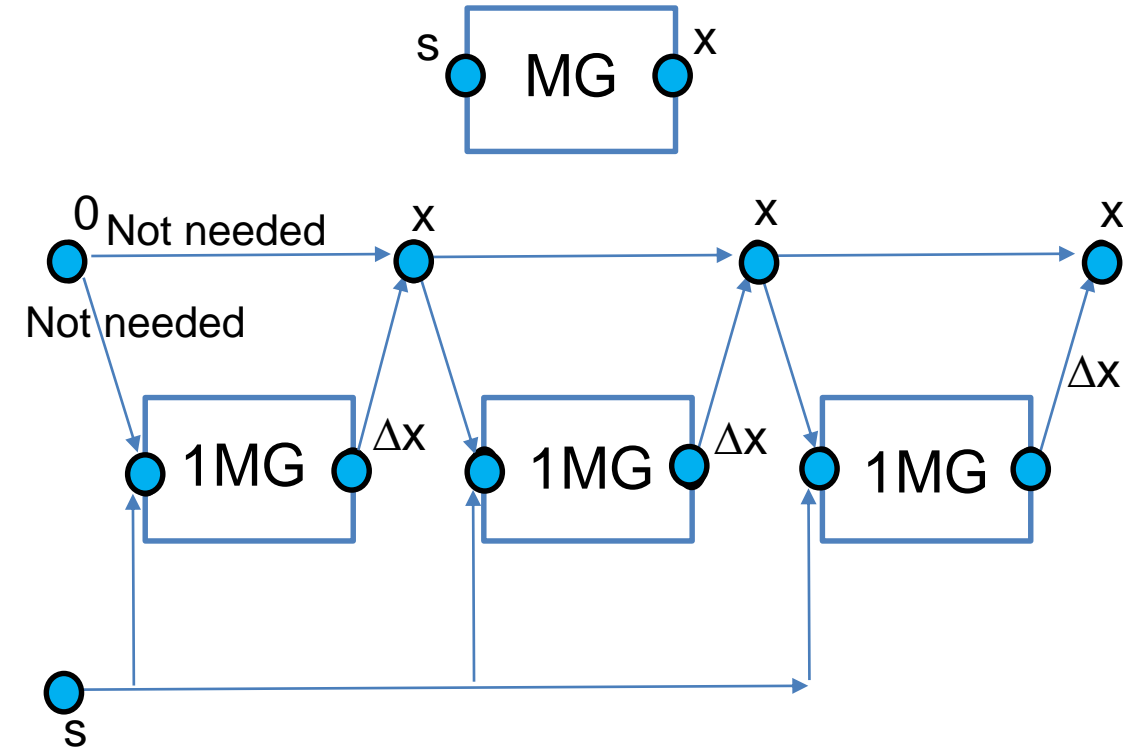 s
MG
x
0
Not needed
x
x
x
Not needed
1MG
Δx
1MG
Δx
1MG
Δx
s